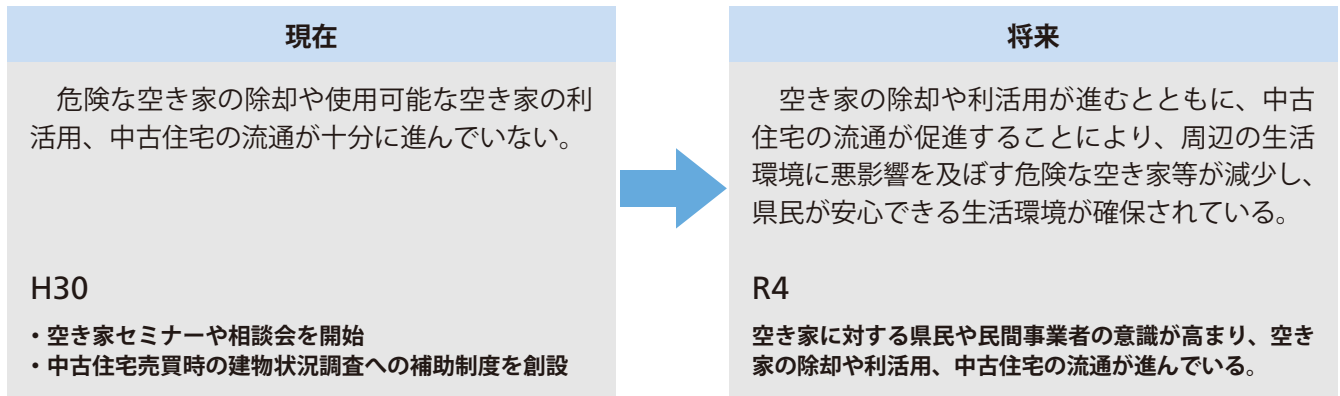 現在
危険な空き家の除却や使用可能な空き家の利
活用、中古住宅の流通が十分に進んでいない。
H30
・空き家セミナーや相談会を開始
・中古住宅売買時の建物状況調査への補助制度を創設
将来
空き家の除却や利活用が進むとともに、中古
住宅の流通が促進することにより、周辺の生活
環境に悪影響を及ぼす危険な空き家等が減少し、
県民が安心できる生活環境が確保されている。
R4
空き家に対する県民や民間事業者の意識が高まり、空き
家の除却や利活用、中古住宅の流通が進んでいる。